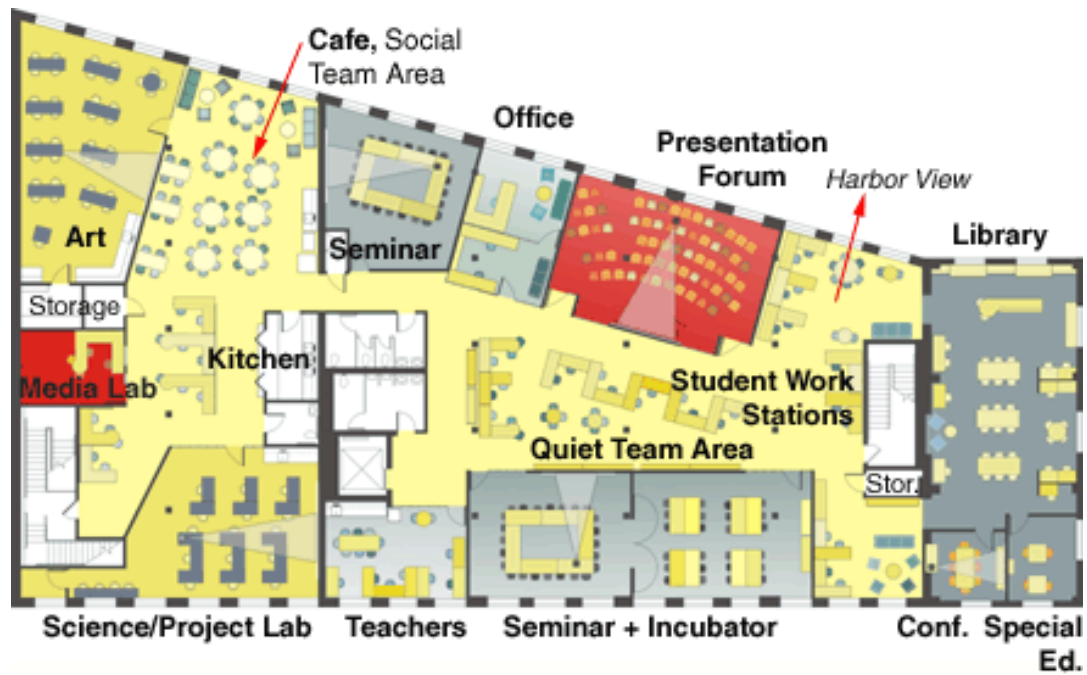 Cafe, Social
Team Area
Office
Presentation
Forum
Harbor View
Library
Art
Seminar
Storage
Media Lab
Kitchen
Student Work
Stations
Quiet Team Area
Stor.
Science/Project Lab
Teachers
Seminar + Incubator
Conf.
Special
Ed.